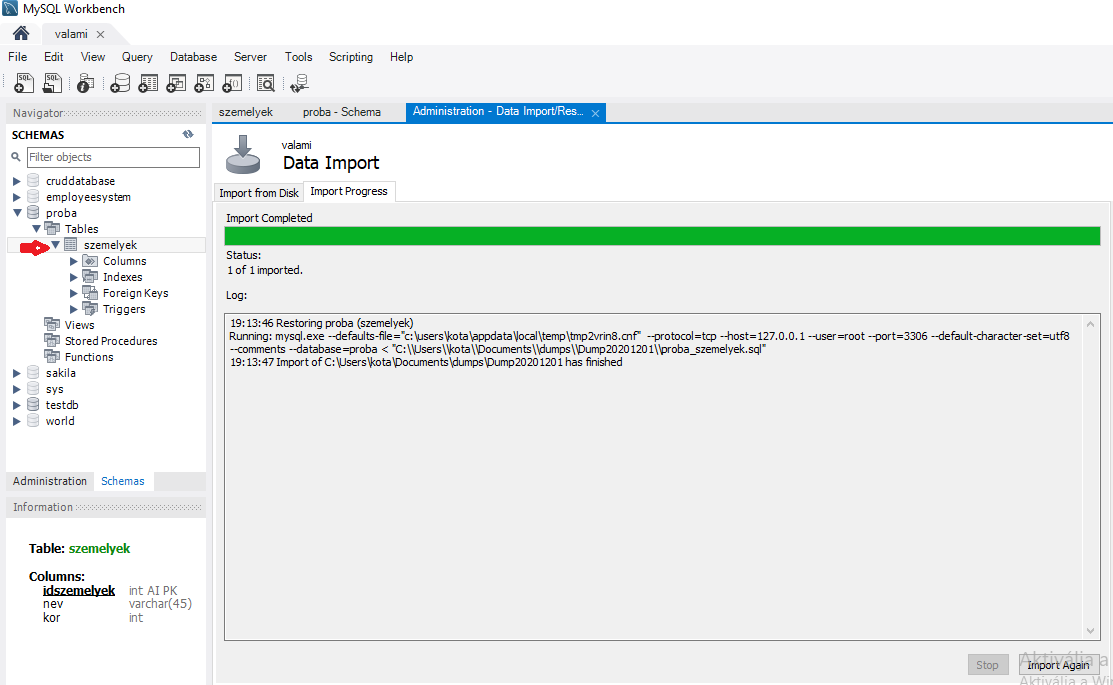 MySQL Workbench
valami
File Edit View Query Database Server Tools Scripting Help
Navigator
szemelyek proba - Schema Administration - Data Import/Res...
SCHEMAS
Filter objects
cruddatabase
employeesystem
proba
Tables
szemelyek
Columns
Indexes
Foreign Keys
Triggers
Views
Stored Procedures
Functions
sakila
sys
testdb
world
Administration Schemas
Information
Table: szemelyek
Columns:
idszemelyek int AI PK
nev varchar(45)
kor int
valami
Data Import
Import from Disk Import Progress
Import Completed
Status:
1 of 1 imported.
Log:
19:13:46 Restoring proba (szemelyek)
Running: mysql.exe --defaults-file="c:\users\kota\appdata\local\temp\tmp2vrin8.cnf" --protocol=tcp --host=127.0.0.1 --user=root --port=3306 --default-character-set=utf8
--comments --database=proba < "C:\\Users\\kota\\Documents\\dumps\\Dump20201201\\proba_szemelyek.sql"
19:13:47 Import of C:\Users\kota\Documents\dumps\Dump20201201 has finished
Stop Import Again
Aktiválja a
Aktiválja a Wi